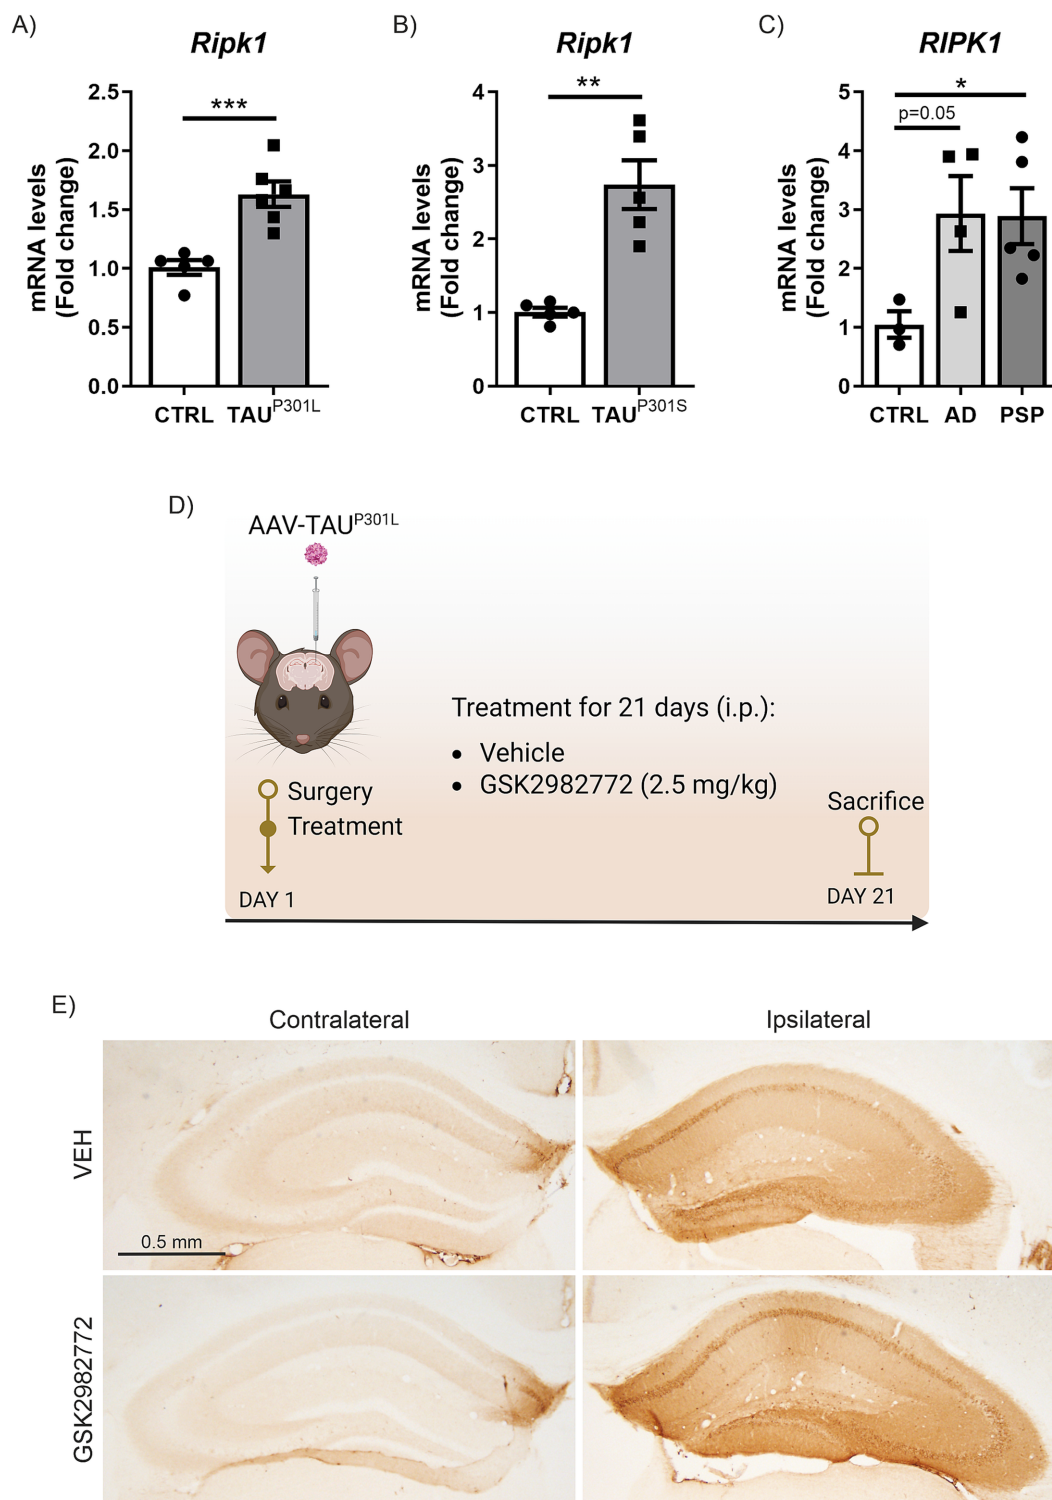 A)
Ripk1
***
mRNA levels
(Fold change)
2.5
2.0
1.5
1.0
0.5
0.0
CTRL TAUP301L
B)
Ripk1
**
mRNA levels
(Fold change)
4
3
2
1
0
CTRL TAUP301S
C)
RIPK1
*
p=0.05
mRNA levels
(Fold change)
5
4
3
2
1
0
CTRL AD PSP
D)
AAV-TAUP301L
Treatment for 21 days (i.p.):
• Vehicle
• GSK2982772 (2.5 mg/kg)
Surgery
Treatment
DAY 1
Sacrifice
DAY 21
E)
Contralateral Ipsilateral
VEH
0.5 mm
GSK2982772